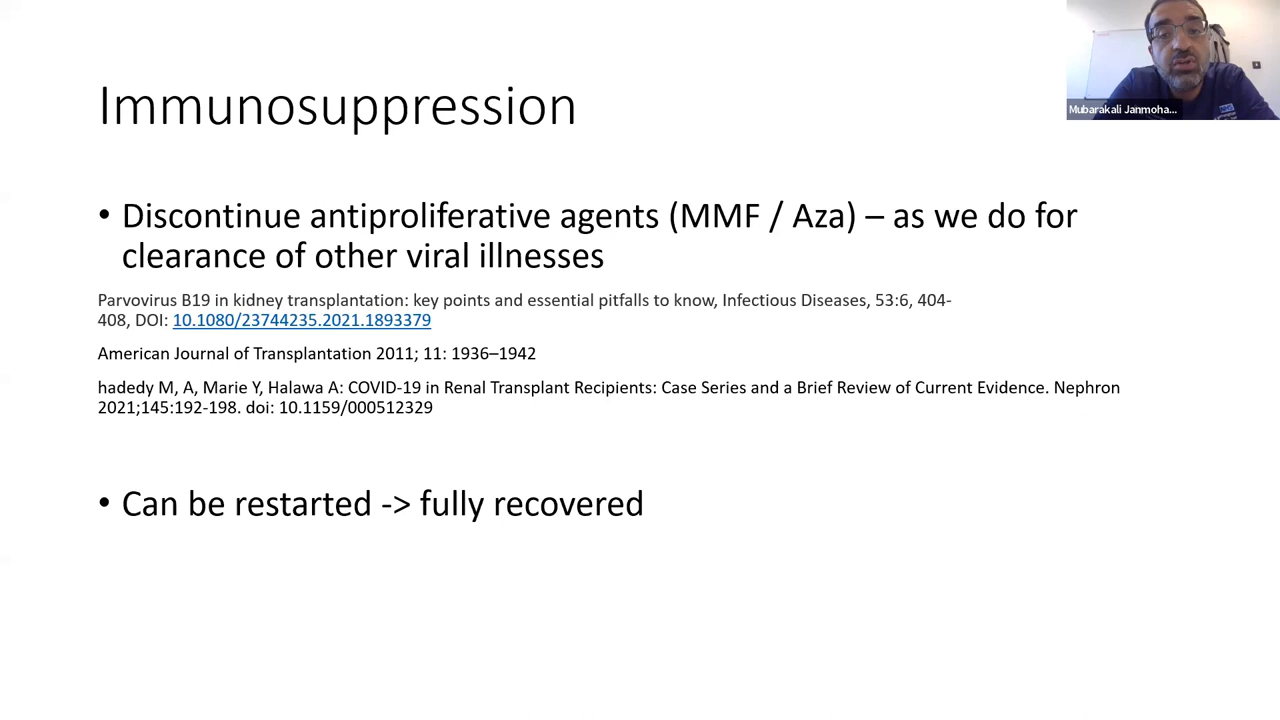 Mubarakali Janmoha...
Immunosuppression
• Discontinue antiproliferative agents (MMF / Aza) – as we do for
clearance of other viral illnesses
Parvovirus B19 in kidney transplantation: key points and essential pitfalls to know, Infectious Diseases, 53:6, 404-
408, DOI: 10.1080/23744235.2021.1893379
American Journal of Transplantation 2011; 11: 1936–1942
hadedy M, A, Marie Y, Halawa A: COVID-19 in Renal Transplant Recipients: Case Series and a Brief Review of Current Evidence. Nephron
2021;145:192-198. doi: 10.1159/000512329
• Can be restarted -> fully recovered